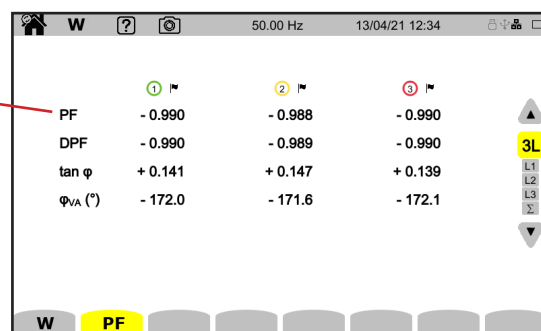 W ? 50.00 Hz 13/04/21 12:34
1 2 3
PF - 0.990 - 0.988 - 0.990
DPF - 0.990 - 0.989 - 0.990
tan φ + 0.141 + 0.147 + 0.139
φVA (°) - 172.0 - 171.6 - 172.1
3L
L1
L2
L3
Σ
W PF